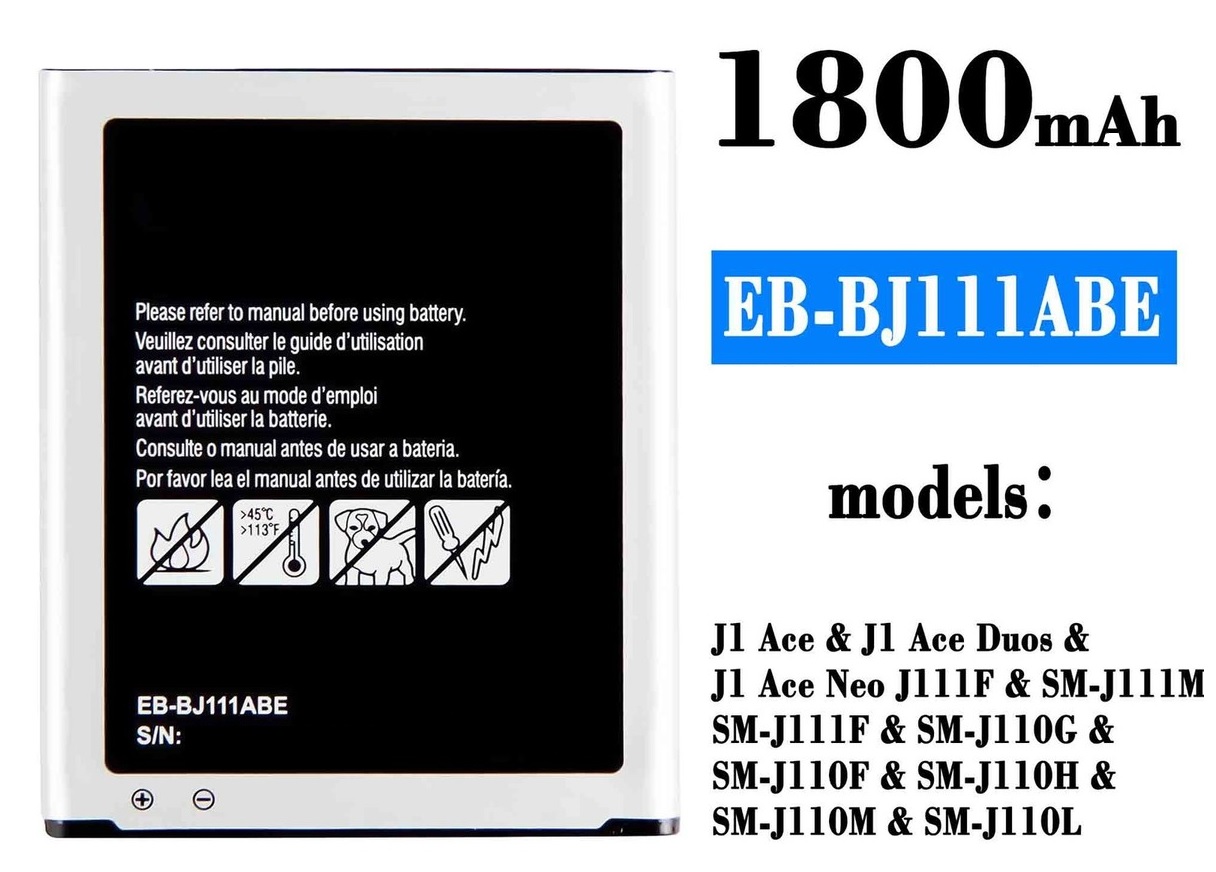 1800mAh
EB-BJ111ABE
models:
J1 Ace & J1 Ace Duos &
J1 Ace Neo J111F & SM-J111M
SM-J111F & SM-J110G &
SM-J110F & SM-J110H &
SM-J110M & SM-J110L
Please refer to manual before using battery.
Veuillez consulter le guide d'utilisation
avant d'utiliser la pile.
Referez-vous au mode d'emploi
avant d'utiliser la batterie.
Consulte o manual antes de usar a bateria.
Por favor lea el manual antes de utilizar la batería.
>45°C
>113°F
EB-BJ111ABE
S/N:
+ −